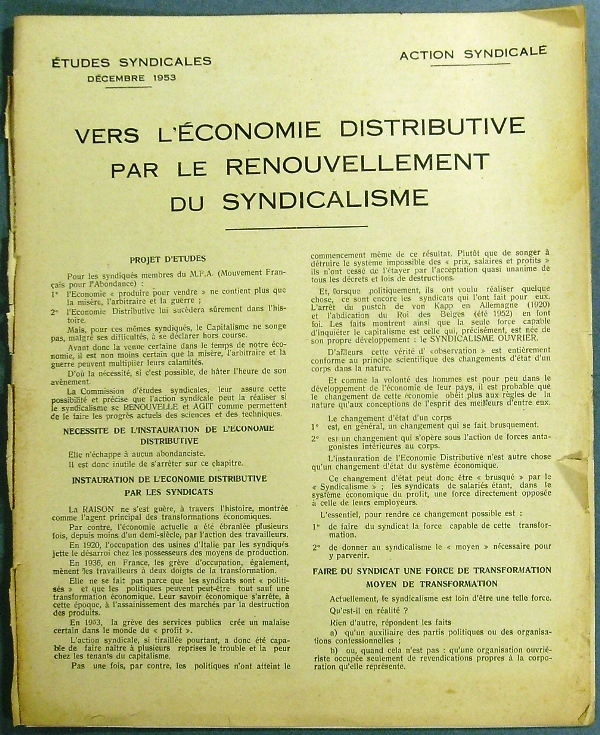 ÉTUDES SYNDICALES
DÉCEMBRE 1953
ACTION SYNDICALE
VERS L'ÉCONOMIE DISTRIBUTIVE
PAR LE RENOUVELLEMENT
DU SYNDICALISME
PROJET D'ETUDES
Pour les syndiqués membres du M.F.A. (Mouvement Fran-
çais pour l'Abondance) :
1° l'Economie « produire pour vendre » ne contient plus que
la misère, l'arbitraire et la guerre ;
2° l'Economie Distributive lui succèdera sûrement dans l'his-
toire.
Mais, pour ces mêmes syndiqués, le Capitalisme ne songe
pas, malgré ses difficultés, à se déclarer hors course.
Avant donc la venue certaine dans le temps de notre éco-
nomie, il est non moins certain que la misère, l'arbitraire et la
guerre peuvent multiplier leurs calamités.
D'où la nécessité, si c'est possible, de hâter l'heure de son
avènement.
La Commission d'études syndicales, leur assure cette
possibilité et précise que l'action syndicale peut la réaliser si
le syndicalisme se RENOUVELLE et AGIT comme permettent
de le faire les progrès actuels des sciences et des techniques.
NECESSITE DE L'INSTAURATION DE L'ECONOMIE
DISTRIBUTIVE
Elle n'échappe à aucun abondanciste.
Il est donc inutile de s'arrêter sur ce chapitre.
INSTAURATION DE L'ECONOMIE DISTRIBUTIVE
PAR LES SYNDICATS
La RAISON ne s'est guère, à travers l'histoire, montrée
comme l'agent principal des transformations économiques.
Par contre, l'économie actuelle a été ébranlée plusieurs
fois, depuis moins d'un demi-siècle, par l'action des travailleurs.
En 1920, l'occupation des usines d'Italie par les syndiqués
jette le désarroi chez les possesseurs des moyens de production.
En 1936, en France, les grève d'occupation, également,
mènent les travailleurs à deux doigts de la transformation.
Elle ne se fait pas parce que les syndicats sont « politi-
sés » et que les politiques peuvent peut-être tout sauf une
transformation économique. Leur savoir économique s'arrête, à
cette époque, à l'assainissement des marchés par la destruction
des produits.
En 1953, la grève des services publics crée un malaise
certain dans le monde du « profit ».
L'action syndicale, si tiraillée pourtant, a donc été capa-
ble de faire naître à plusieurs reprises le trouble et la peur
chez les tenants du capitalisme.
Pas une fois, par contre, les politiques n'ont atteint le
commencement même de ce résultat. Plutôt que de songer à
détruire le système impossible des « prix, salaires et profits »
ils n'ont cessé de l'étayer par l'acceptation quasi unanime de
tous les décrets et lois de destructions.
Et, lorsque politiquement, ils ont voulu réaliser quelque
chose, ce sont encore les syndicats qui l'ont fait pour eux.
L'arrêt du putsch de von Kapp en Allemagne (1920)
et l'abdication du Roi des Belges (été 1952) en font
foi. Les faits montrent ainsi que la seule force capable
d'inquiéter le capitalisme est celle qui, précisément, est née de
son propre développement : le SYNDICALISME OUVRIER.
D'ailleurs cette vérité d' observation » est entièrement
conforme au principe scientifique des changements d'état d'un
corps dans la nature.
Et comme la volonté des hommes est pour peu dans le
développement de l'économie de leur pays, il est probable que
le changement de cette économie obéit plus aux règles de la
nature qu'aux conceptions de l'esprit des meilleurs d'entre eux.
Le changement d'état d'un corps
1° est, en général, un changement qui se fait brusquement.
2° est un changement qui s'opère sous l'action de forces anta-
gonistes intérieures au corps.
L'instauration de l'Economie Distributive n'est autre chose
qu'un changement d'état du système économique.
Ce changement d'état peut donc être « brusqué » par le
« Syndicalisme » ; les syndicats de salariés étant, dans le
système économique du profit, une force directement opposée
à celle de leurs employeurs.
L'essentiel, pour rendre ce changement possible est :
1° de faire du syndicat la force capable de cette transfor-
mation.
2° de donner au syndicalisme le « moyen » nécessaire pour
y parvenir.
FAIRE DU SYNDICAT UNE FORCE DE TRANSFORMATION
MOYEN DE TRANSFORMATION
Actuellement, le syndicalisme est loin d'être une telle force.
Qu'est-il en réalité ?
Rien d'autre, répondent les faits
a) qu'un auxiliaire des partis politiques ou des organisa-
tions confessionnelles ;
b) ou, quand cela n'est pas : qu'une organisation ouvrié-
riste occupée seulement de revendications propres à la corpo-
ration qu'elle représente.